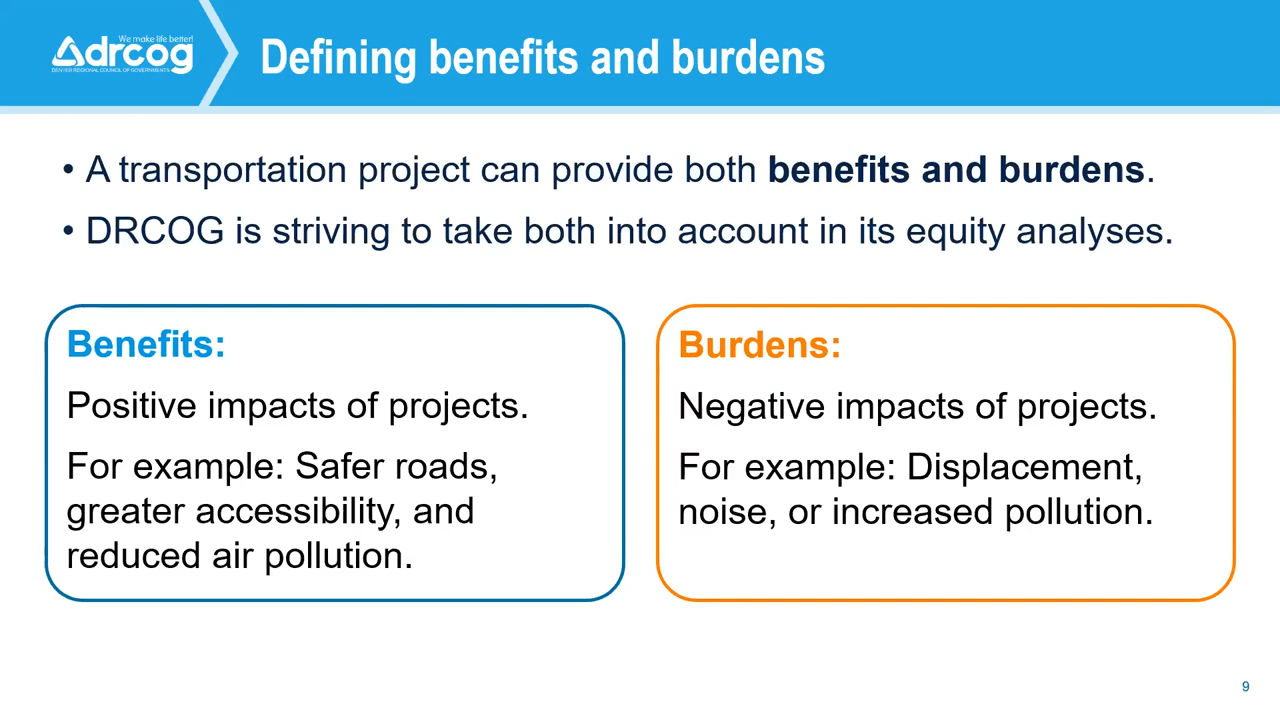 We make life better!
drcog
DENVER REGIONAL COUNCIL OF GOVERNMENTS
Defining benefits and burdens
• A transportation project can provide both benefits and burdens.
• DRCOG is striving to take both into account in its equity analyses.
Benefits:
Positive impacts of projects.
For example: Safer roads,
greater accessibility, and
reduced air pollution.
Burdens:
Negative impacts of projects.
For example: Displacement,
noise, or increased pollution.
9